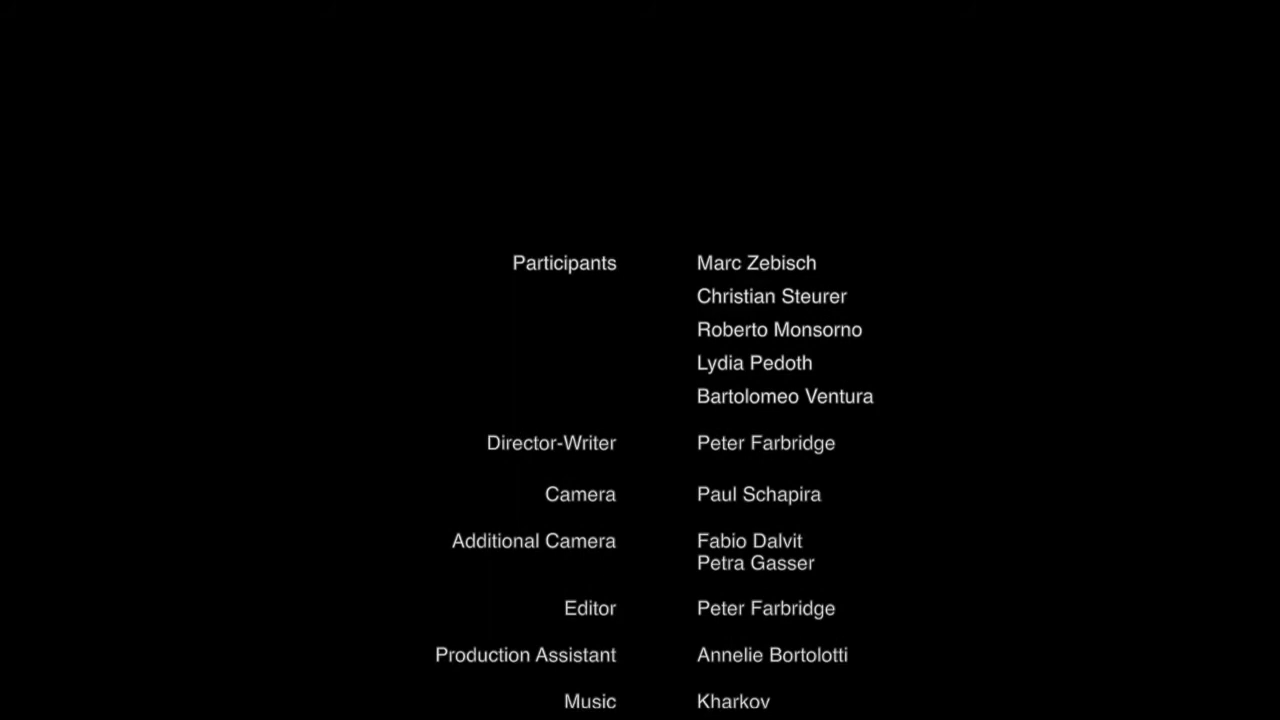 Participants Marc Zebisch
Christian Steurer
Roberto Monsorno
Lydia Pedoth
Bartolomeo Ventura
Director-Writer Peter Farbridge
Camera Paul Schapira
Additional Camera Fabio Dalvit
Petra Gasser
Editor Peter Farbridge
Production Assistant Annelie Bortolotti
Music Kharkov